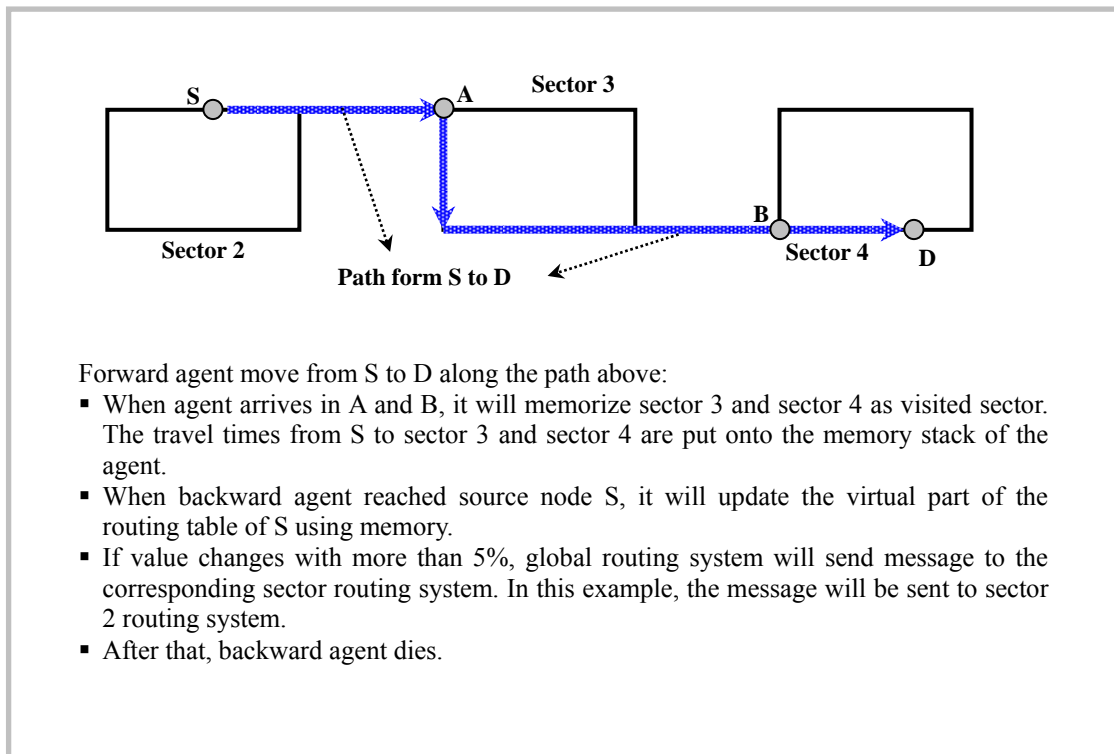 Sector 3
S
A
B
Sector 2
Sector 4
D
Path form S to D
Forward agent move from S to D along the path above:
▪ When agent arrives in A and B, it will memorize sector 3 and sector 4 as visited sector.
The travel times from S to sector 3 and sector 4 are put onto the memory stack of the
agent.
▪ When backward agent reached source node S, it will update the virtual part of the
routing table of S using memory.
▪ If value changes with more than 5%, global routing system will send message to the
corresponding sector routing system. In this example, the message will be sent to sector
2 routing system.
▪ After that, backward agent dies.